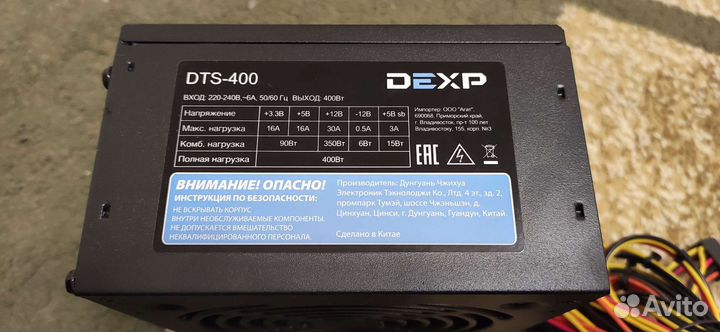 DTS-400
DEXP
ВХОД: 220-240В,~6А, 50/60 Гц ВЫХОД: 400Вт
Напряжение +3.3В +5В +12В -12В +5В sb
Макс. нагрузка 16А 16А 30А 0.5А 3А
Комб. нагрузка 90Вт 350Вт 6Вт 15Вт
Полная нагрузка 400Вт
Импортер: ООО "Агат",
690068, Приморский край,
г. Владивосток, пр-т 100 лет
Владивостоку, 155, корп. №3
EAC
ВНИМАНИЕ! ОПАСНО!
ИНСТРУКЦИЯ ПО БЕЗОПАСНОСТИ:
НЕ ВСКРЫВАТЬ КОРПУС
ВНУТРИ НЕОБСЛУЖИВАЕМЫЕ КОМПОНЕНТЫ.
НЕ ДОПУСКАЕТСЯ ВМЕШАТЕЛЬСТВО
НЕКВАЛИФИЦИРОВАННОГО ПЕРСОНАЛА.
Производитель: Дунгуань Чжихуа
Электроник Тэкнолоджи Ко., Лтд. 4 эт., зд. 2,
промпарк Тумэй, шоссе Чжэньшэн, д.
Цинхуан, Цинси, г. Дунгуань, Гуандун, Китай.
Сделано в Китае
Avito